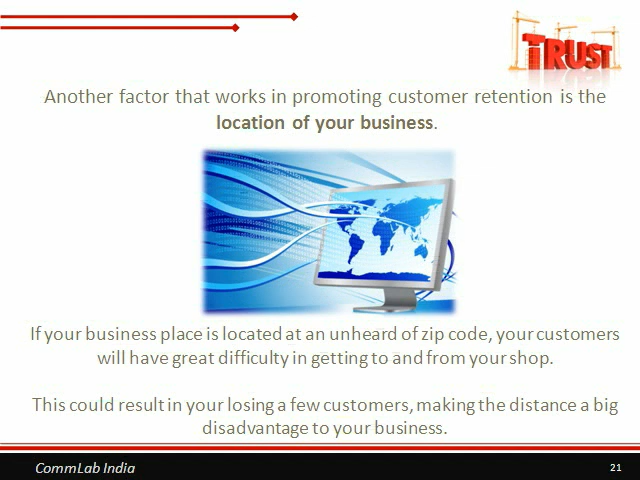 TRUST
Another factor that works in promoting customer retention is the
location of your business.
If your business place is located at an unheard of zip code, your customers
will have great difficulty in getting to and from your shop.
This could result in your losing a few customers, making the distance a big
disadvantage to your business.
CommLab India
21